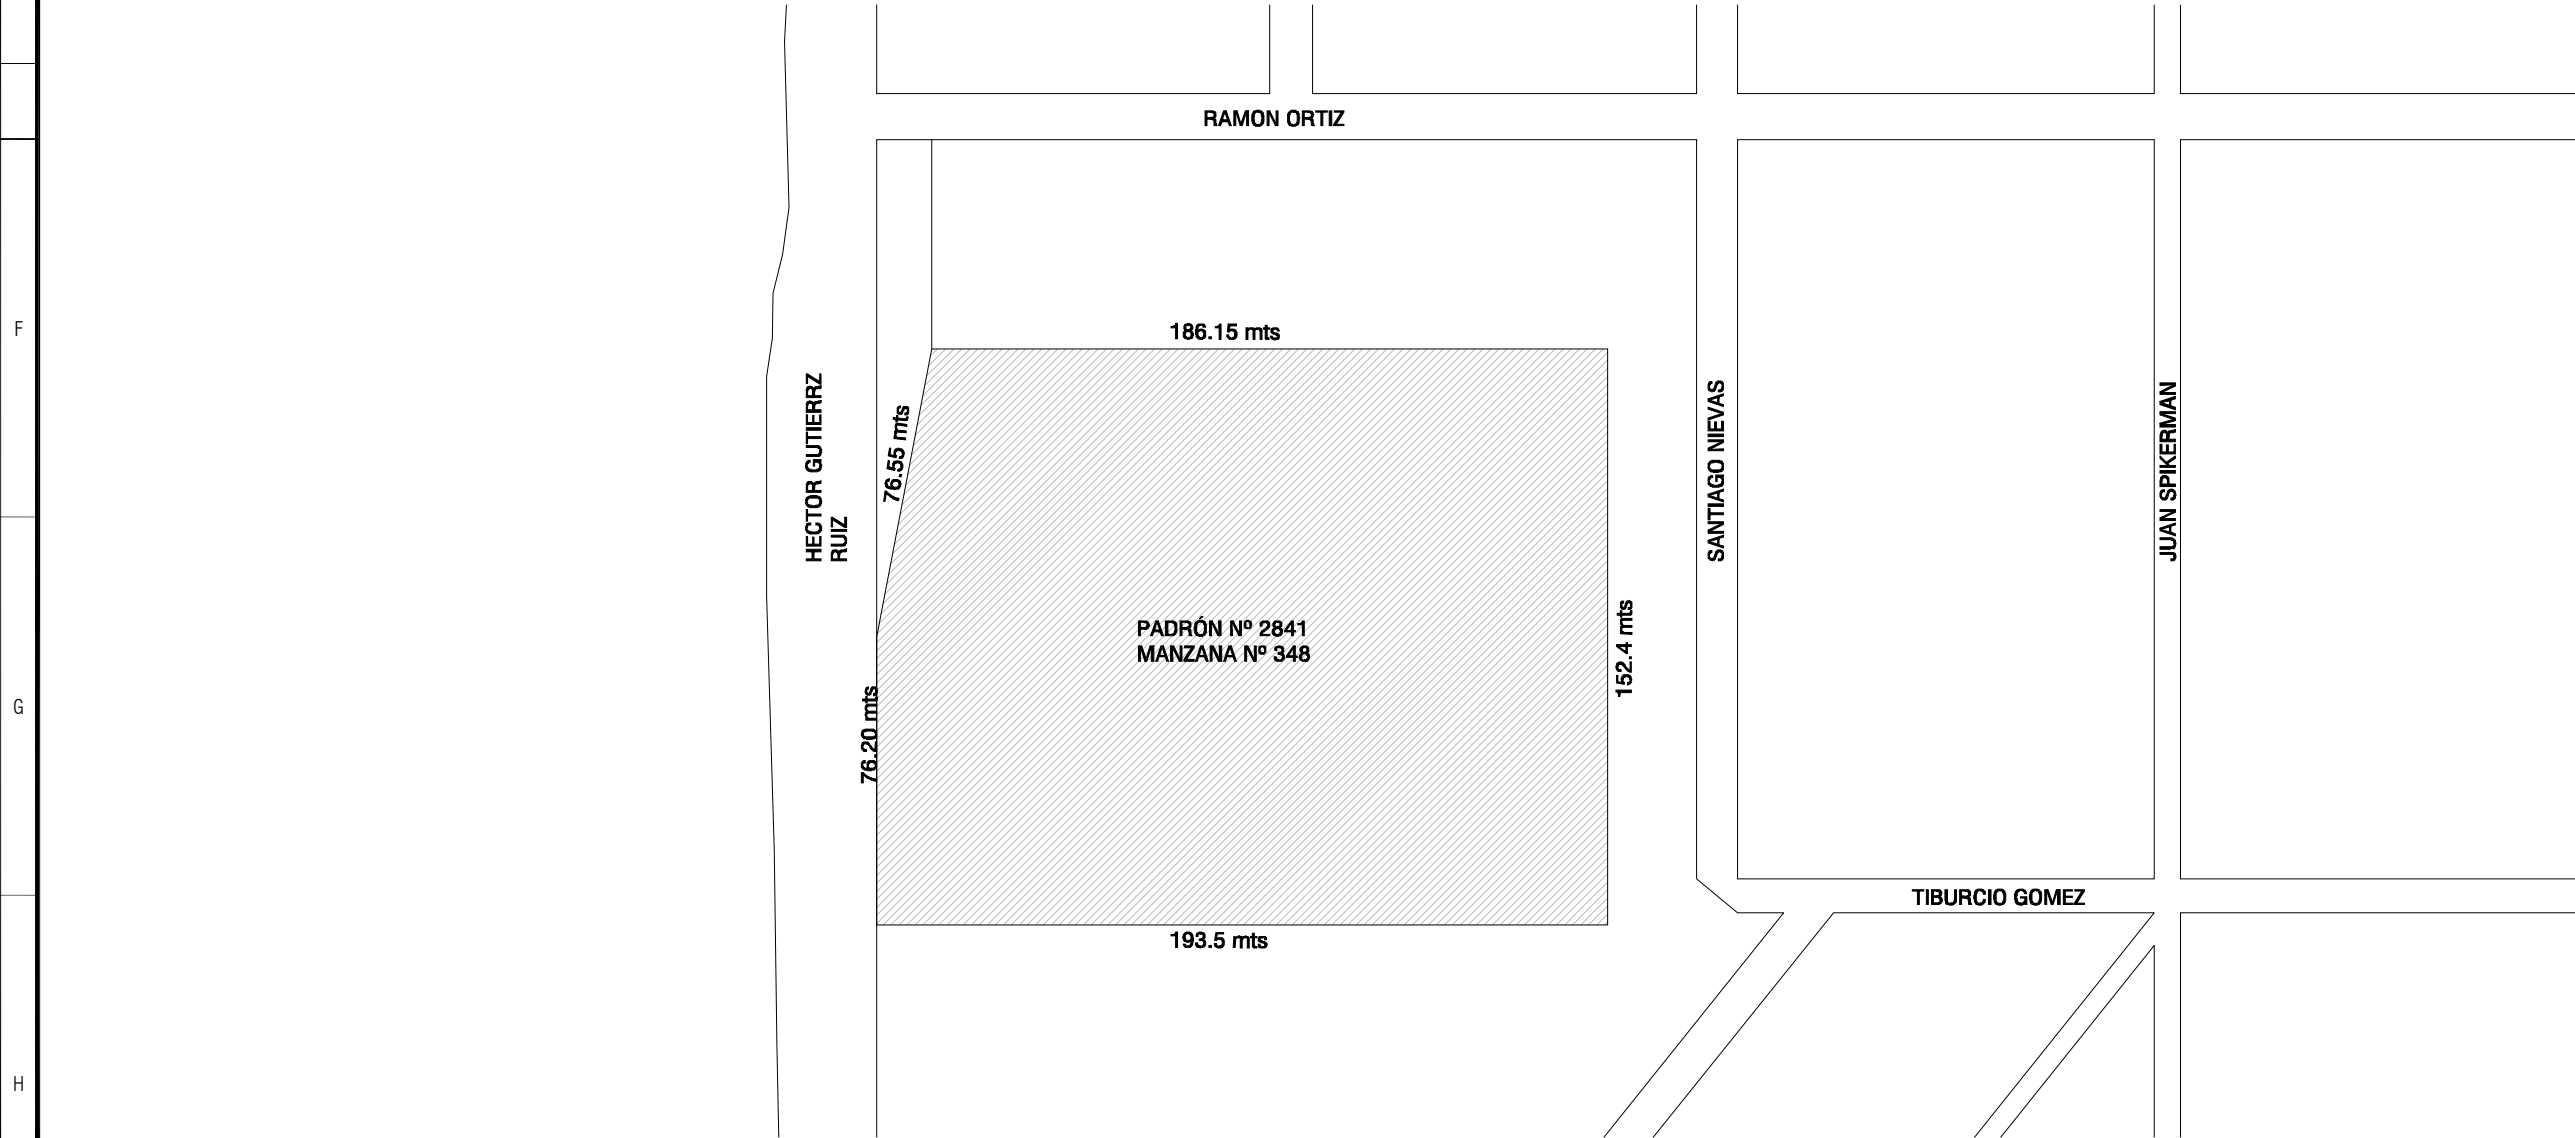 RAMON ORTIZ
F
186.15 mts
HECTOR GUTIERRZ
RUIZ
76.55 mts
SANTIAGO NIEVAS
JUAN SPIKERMAN
PADRÓN Nº 2841
MANZANA Nº 348
152.4 mts
G
76.20 mts
TIBURCIO GOMEZ
193.5 mts
H